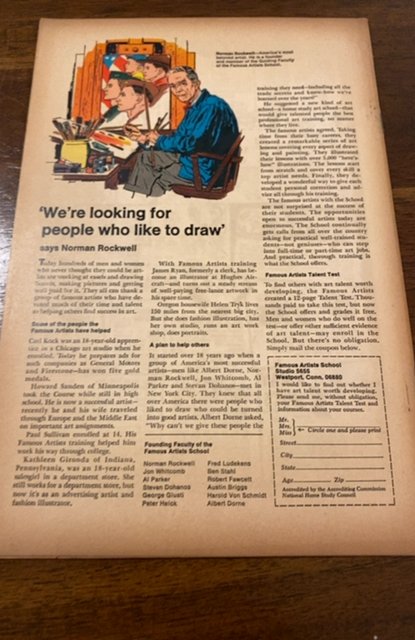 Norman Rockwell—America's most
beloved artist. He is a founder
and member of the Guiding Faculty
of the Famous Artists School.
'We're looking for
people who like to draw'
says Norman Rockwell
Today hundreds of men and women
who never thought they could be art-
ists are working at easels and drawing
boards, making pictures and getting
well paid for it. They all can thank a
group of famous artists who have de-
voted much of their time and talent
to helping others find success in art.
Some of the people the
Famous Artists have helped
Carl Kock was an 18-year-old appren-
tice in a Chicago art studio when he
enrolled. Today he prepares ads for
such companies as General Motors
and Firestone—has won five gold
medals.
Howard Sanden of Minneapolis
took the Course while still in high
school. He is now a successful artist—
recently he and his wife traveled
through Europe and the Middle East
on important art assignments.
Paul Sullivan enrolled at 14. His
Famous Artists training helped him
work his way through college.
Kathleen Gironda of Indiana,
Pennsylvania, was an 18-year-old
salesgirl in a department store. She
still works for a department store, but
now it's as an advertising artist and
fashion illustrator.
With Famous Artists training
James Ryan, formerly a clerk, has be-
come an illustrator at Hughes Air-
craft—and turns out a steady stream
of well-paying free-lance artwork in
his spare time.
Oregon housewife Helen Tryk lives
150 miles from the nearest big city.
But she does fashion illustration, has
her own studio, runs an art work
shop, does portraits.
A plan to help others
It started over 18 years ago when a
group of America's most successful
artists—men like Albert Dorne, Nor-
man Rockwell, Jon Whitcomb, Al
Parker and Stevan Dohanos—met in
New York City. They knew that all
over America there were people who
liked to draw who could be turned
into good artists. Albert Dorne asked,
"Why can't we give these people the
training they need—including all the
trade secrets and know-how we've
learned over the years?"
He suggested a new kind of art
school—a home study art school—that
would give talented people the best
professional art training, no matter
where they live.
The famous artists agreed. Taking
time from their busy careers, they
created a remarkable series of art
lessons covering every aspect of draw-
ing and painting. They illustrated
their lessons with over 5,000 "here's-
how" illustrations. The lessons start
from scratch and cover every skill a
top artist needs. Finally, they de-
veloped a wonderful way to give each
student personal correction and ad-
vice all through his training.
The famous artists with the School
are not surprised at the success of
their students. The opportunities
open to successful artists today are
enormous. The School continually
gets calls from all over the country
asking for practical well-trained stu-
dents—not geniuses—who can step
into full-time or part-time art jobs.
And, practical, thorough training is
what the School offers.
Famous Artists Talent Test
To find others with art talent worth
developing, the Famous Artists
created a 12-page Talent Test. Thou-
sands paid to take this test, but now
the School offers and grades it free.
Men and women who do well on the
test—or offer other sufficient evidence
of art talent—may enroll in the
School. But there's no obligation.
Simply mail the coupon below.
Famous Artists School
Studio 5655
Westport, Conn. 06880
I would like to find out whether I
have art talent worth developing.
Please send me, without obligation,
your Famous Artists Talent Test and
information about your courses.
Mr.
Mrs.
Miss
Circle one and please print
Street
City
State
Age Zip
Accredited by the Accrediting Commission
National Home Study Council
Founding Faculty of the
Famous Artists School
Norman Rockwell
Jon Whitcomb
Al Parker
Stevan Dohanos
George Giusti
Peter Helck
Fred Ludekens
Ben Stahl
Robert Fawcett
Austin Briggs
Harold Von Schmidt
Albert Dorne